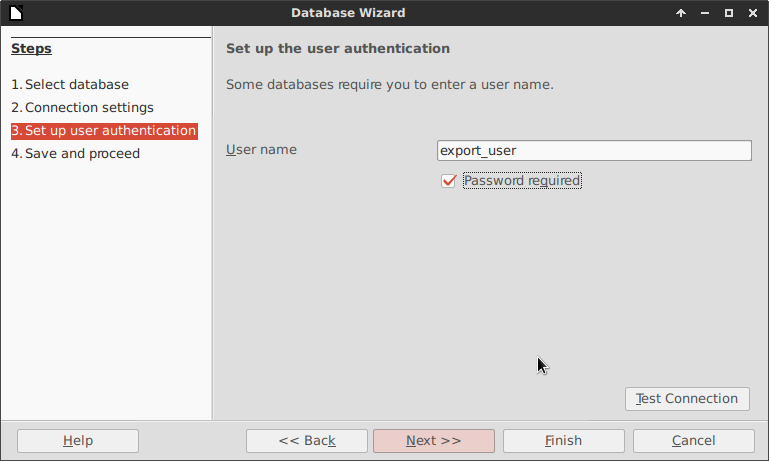 Database Wizard
Steps
1. Select database
2. Connection settings
3. Set up user authentication
4. Save and proceed
Set up the user authentication
Some databases require you to enter a user name.
User name
export_user
Password required
Test Connection
Help
<< Back
Next >>
Finish
Cancel